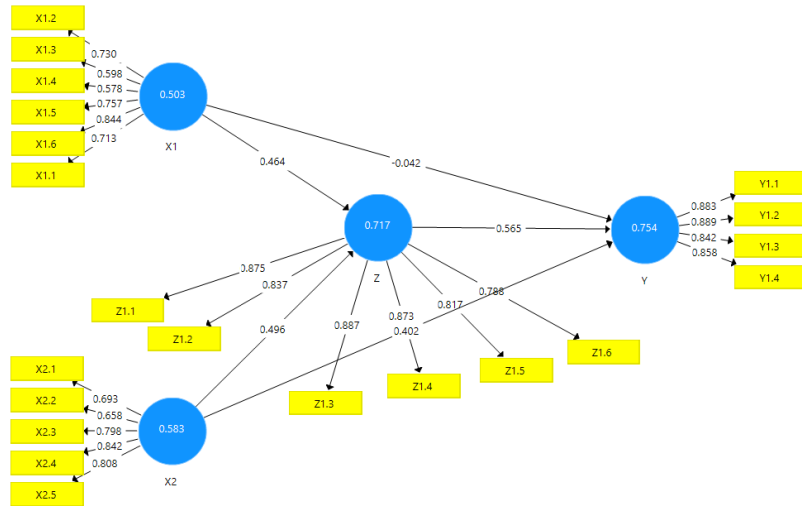 X1.2
X1.3
X1.4
X1.5
X1.6
X1.1
0.730
0.598
0.578
0.757
0.844
0.713
0.503
X1
0.464
-0.042
0.717
Z
0.565
0.754
Y
0.883
0.889
0.842
0.858
Y1.1
Y1.2
Y1.3
Y1.4
0.875
0.837
0.887
0.873
0.817
0.788
0.496
0.402
Z1.1
Z1.2
Z1.3
Z1.4
Z1.5
Z1.6
X2.1
X2.2
X2.3
X2.4
X2.5
0.693
0.658
0.798
0.842
0.808
0.583
X2